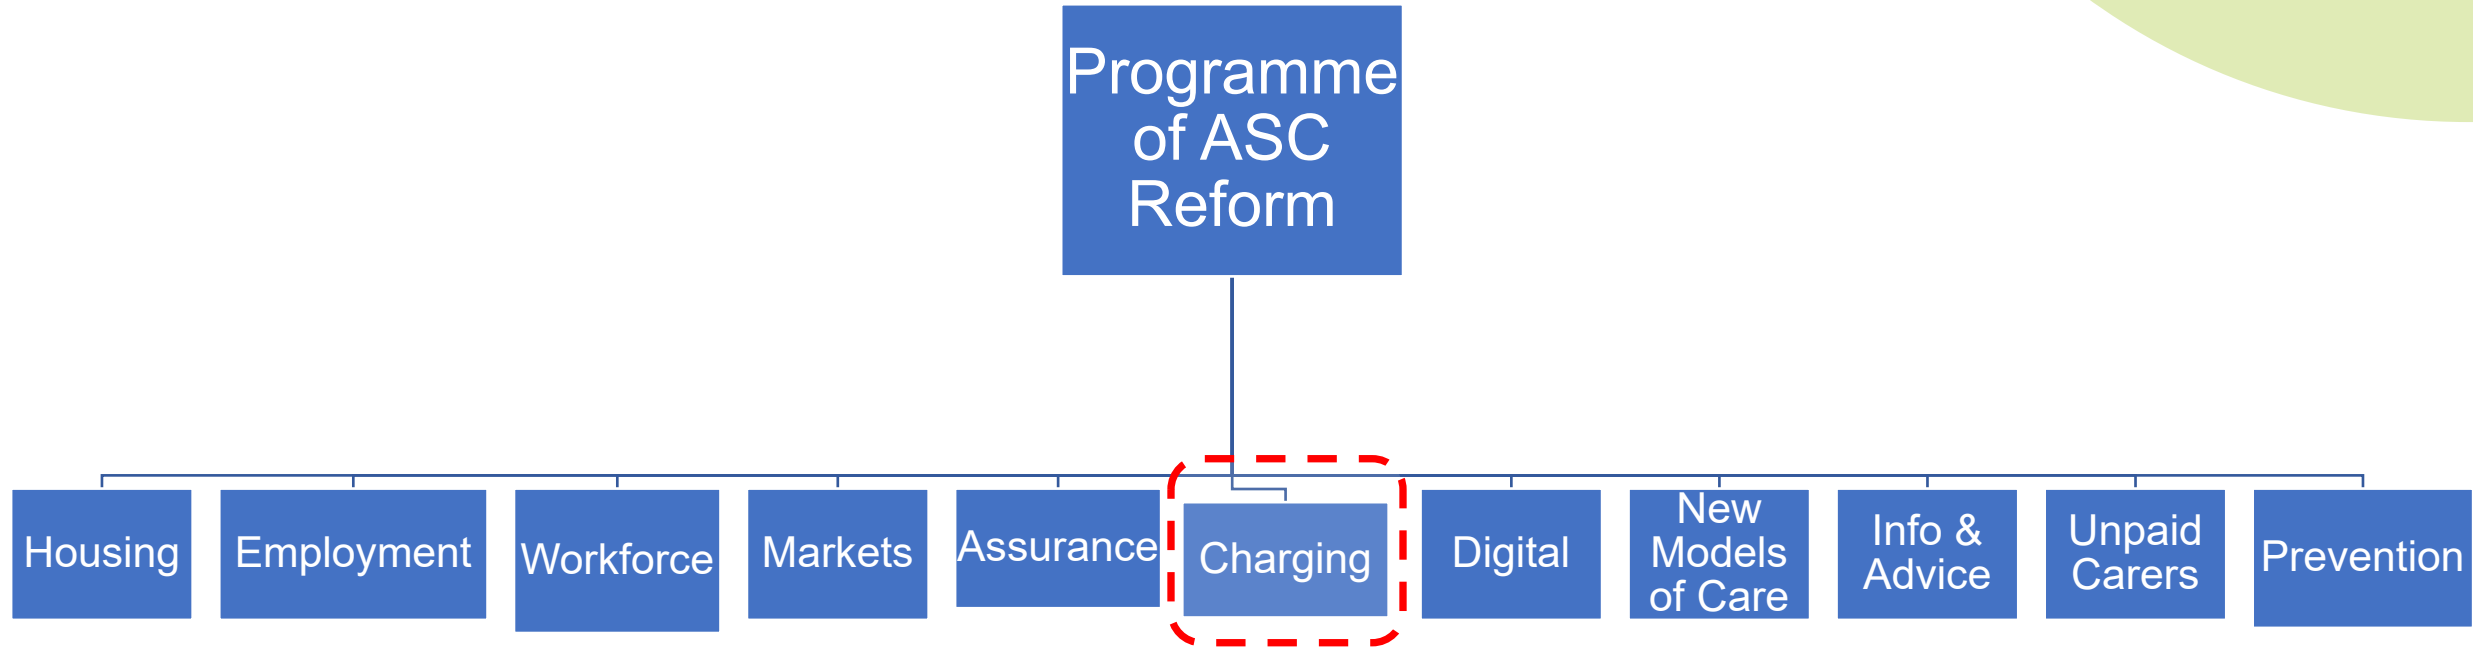 Programme
of ASC
Reform
Housing
Employment
Workforce
Markets
Assurance
Charging
Digital
New
Models
of Care
Info &
Advice
Unpaid
Carers
Prevention